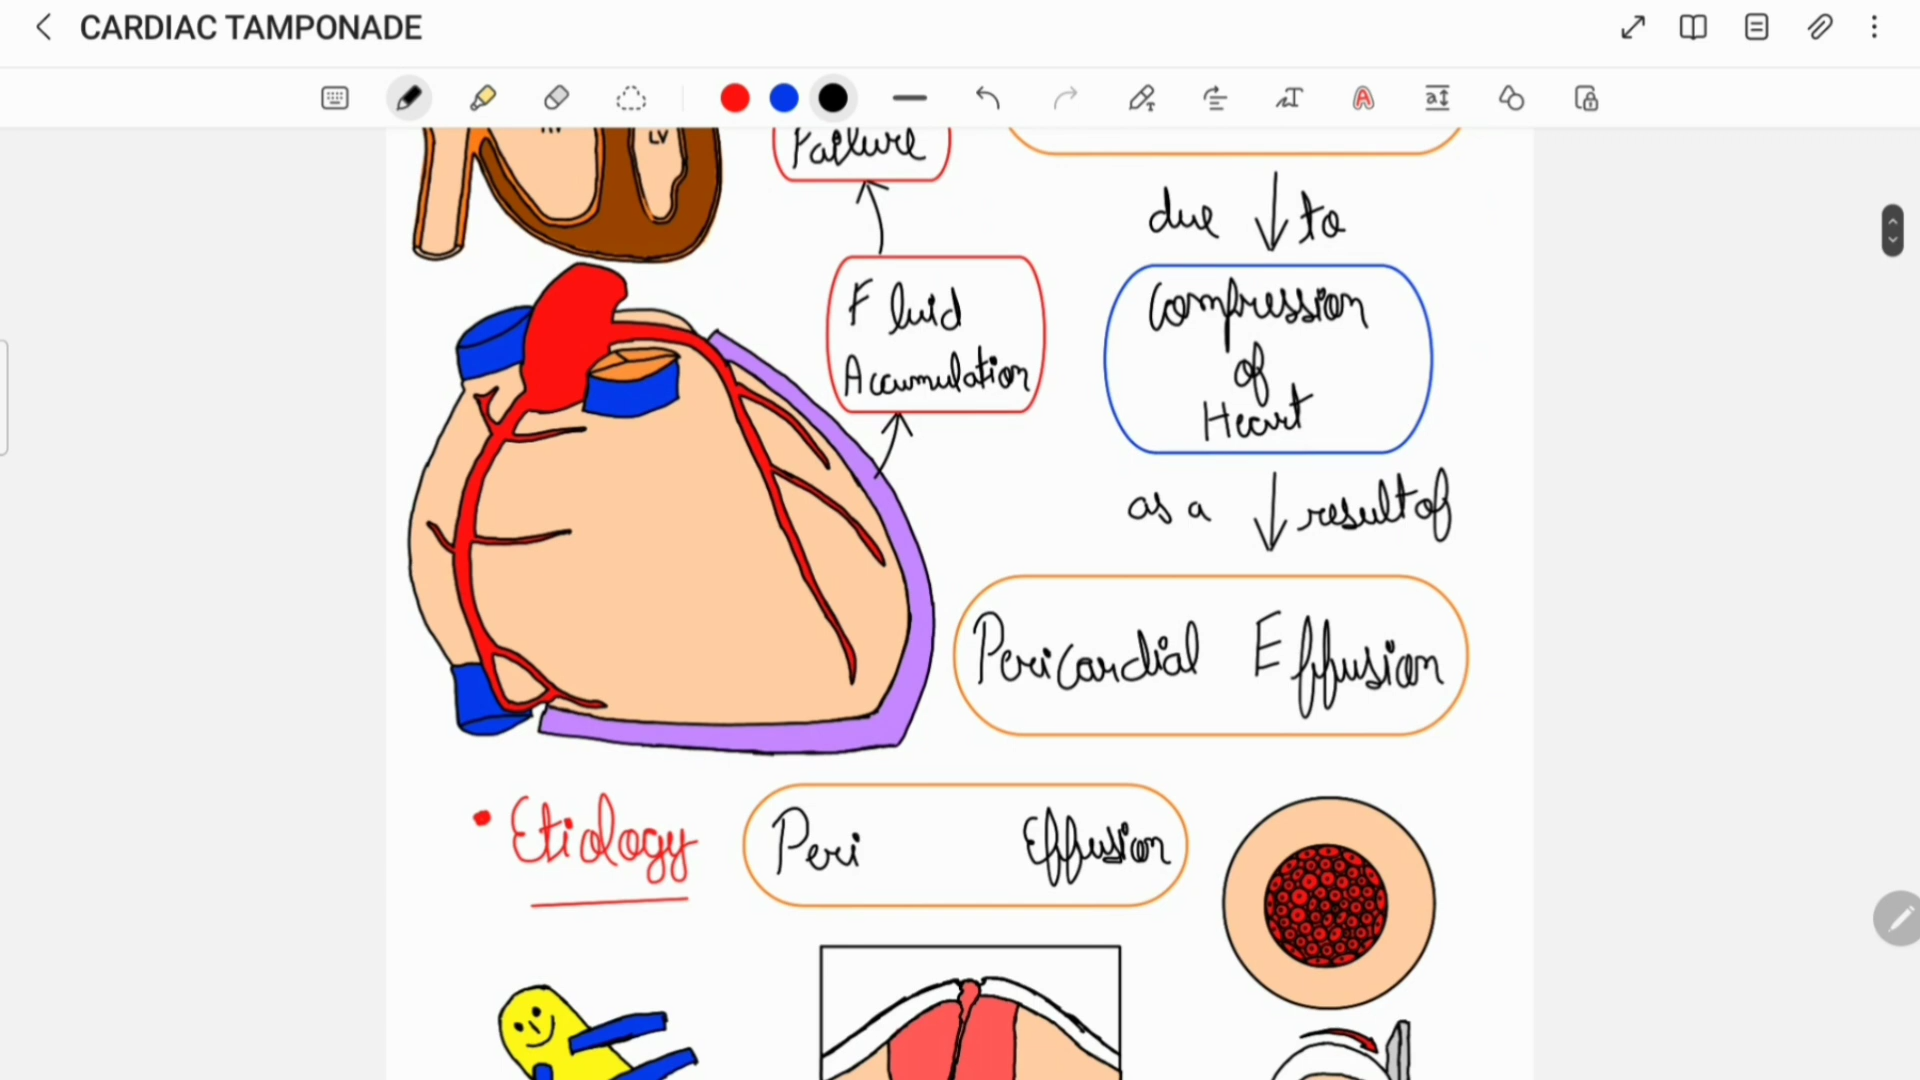 CARDIAC TAMPONADE
LV
Failure
due to
Fluid
Accumulation
Compression
of
Heart
as a result of
Pericardial Effusion
• Etiology
Peri Effusion